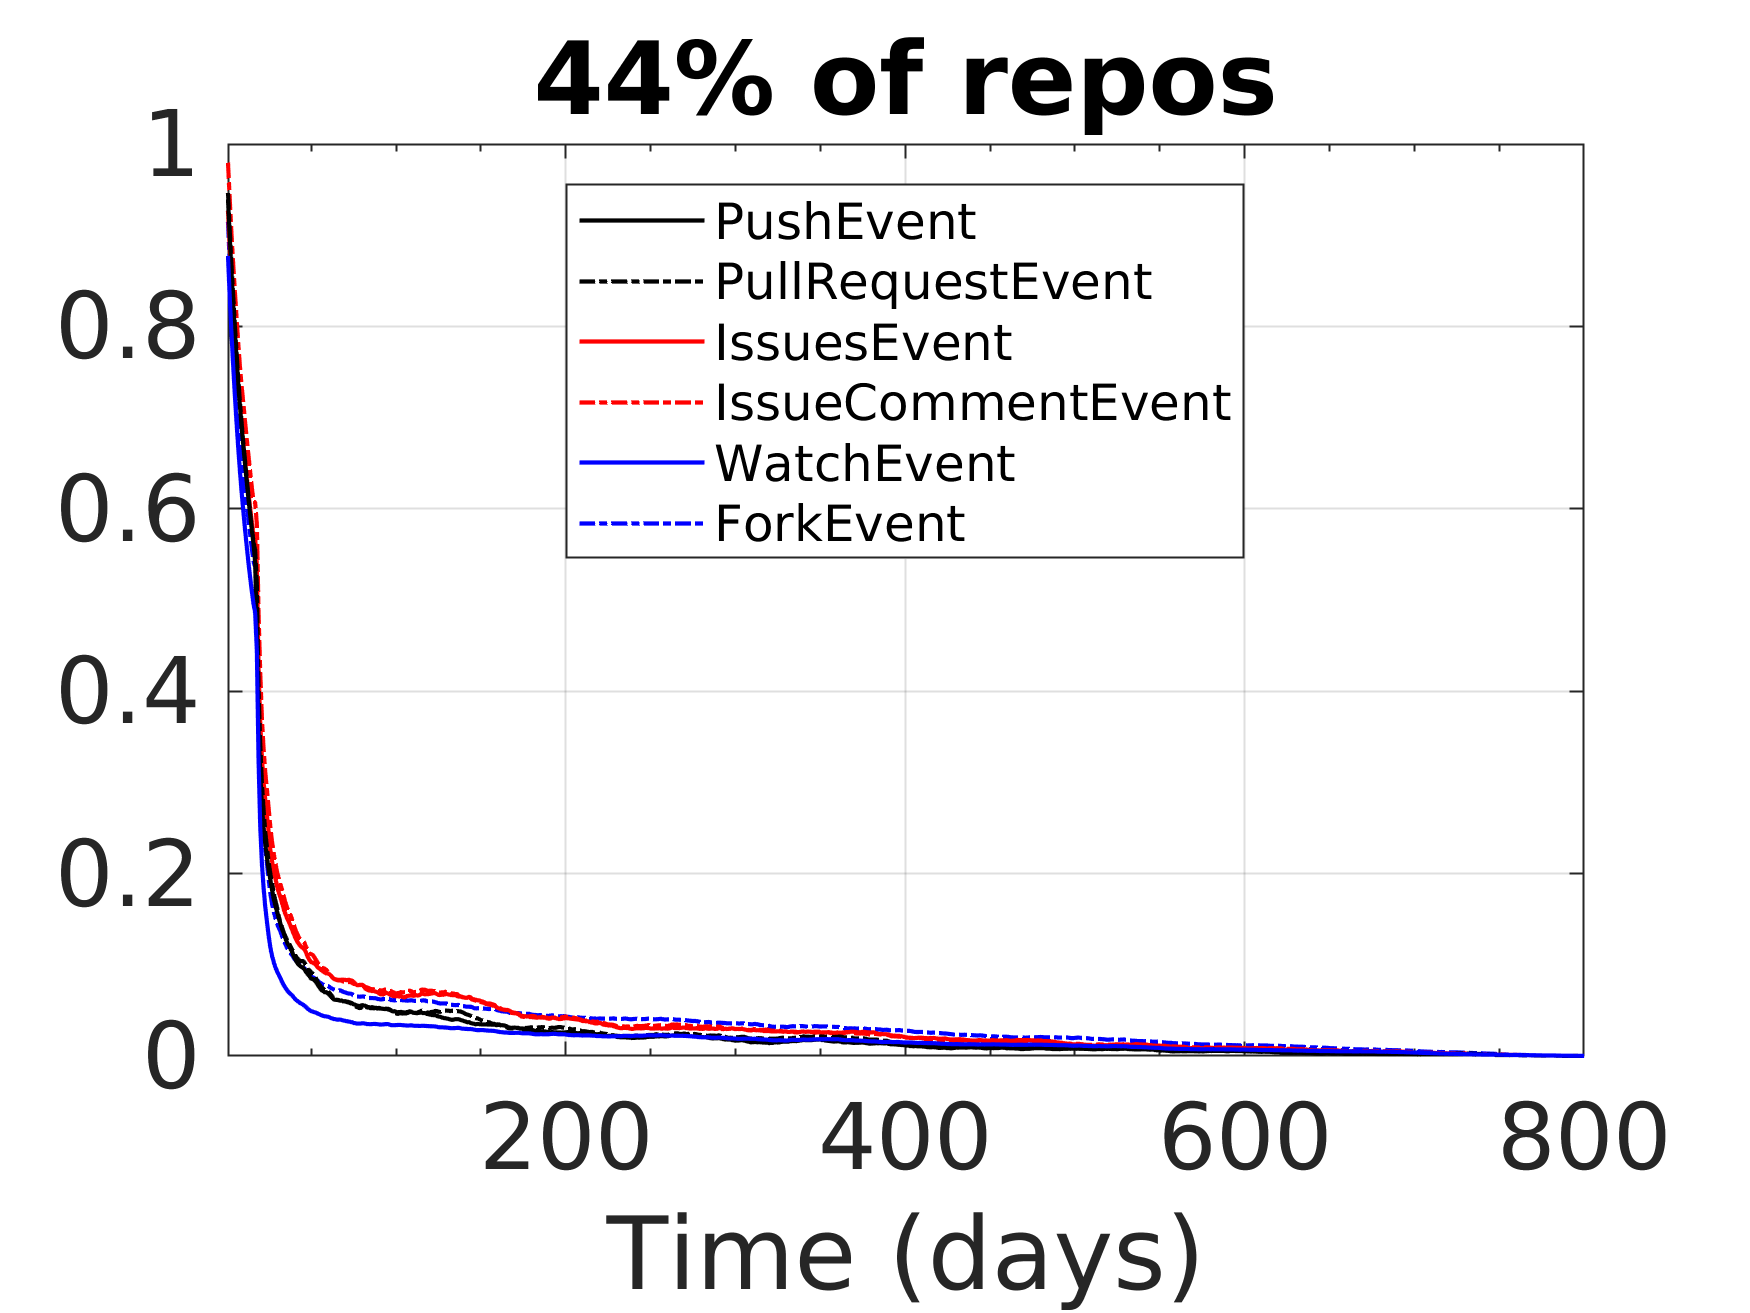 44% of repos
1
0.8
0.6
0.4
0.2
0
PushEvent
PullRequestEvent
IssuesEvent
IssueCommentEvent
WatchEvent
ForkEvent
200 400 600 800
Time (days)